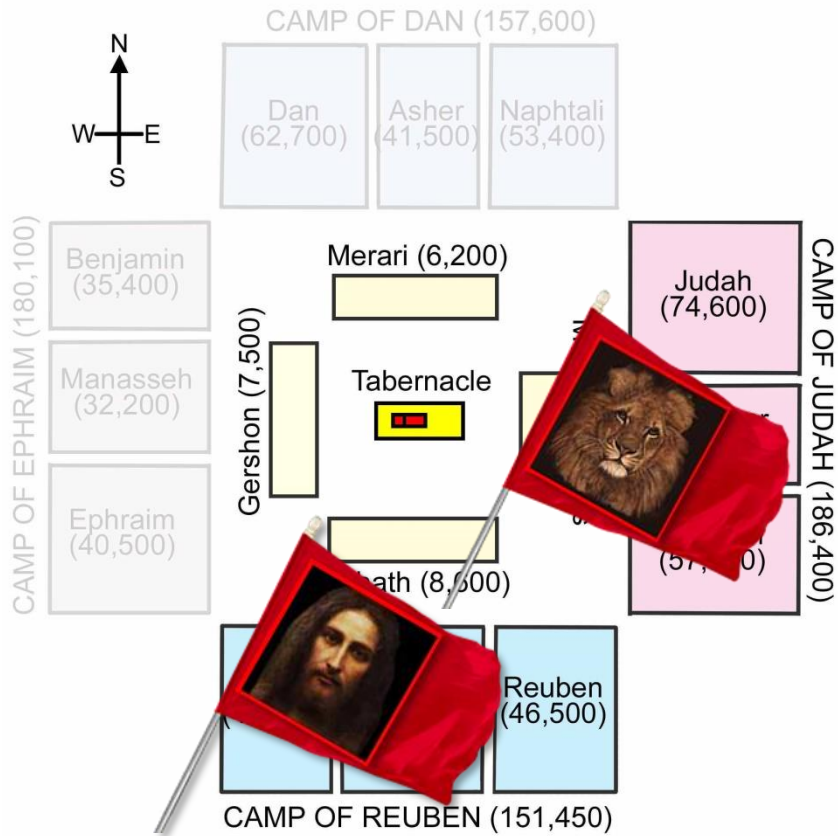 CAMP OF DAN (157,600)
N
W
E
S
Dan
(62,700)
Asher
(41,500)
Naphtali
(53,400)
CAMP OF EPHRAIM (180,100)
Benjamin
(35,400)
Manasseh
(32,200)
Ephraim
(40,500)
Merari (6,200)
Gershon (7,500)
Tabernacle
Judah
(74,600)
CAMP OF JUDAH (186,400)
Reuben
(46,500)
CAMP OF REUBEN (151,450)